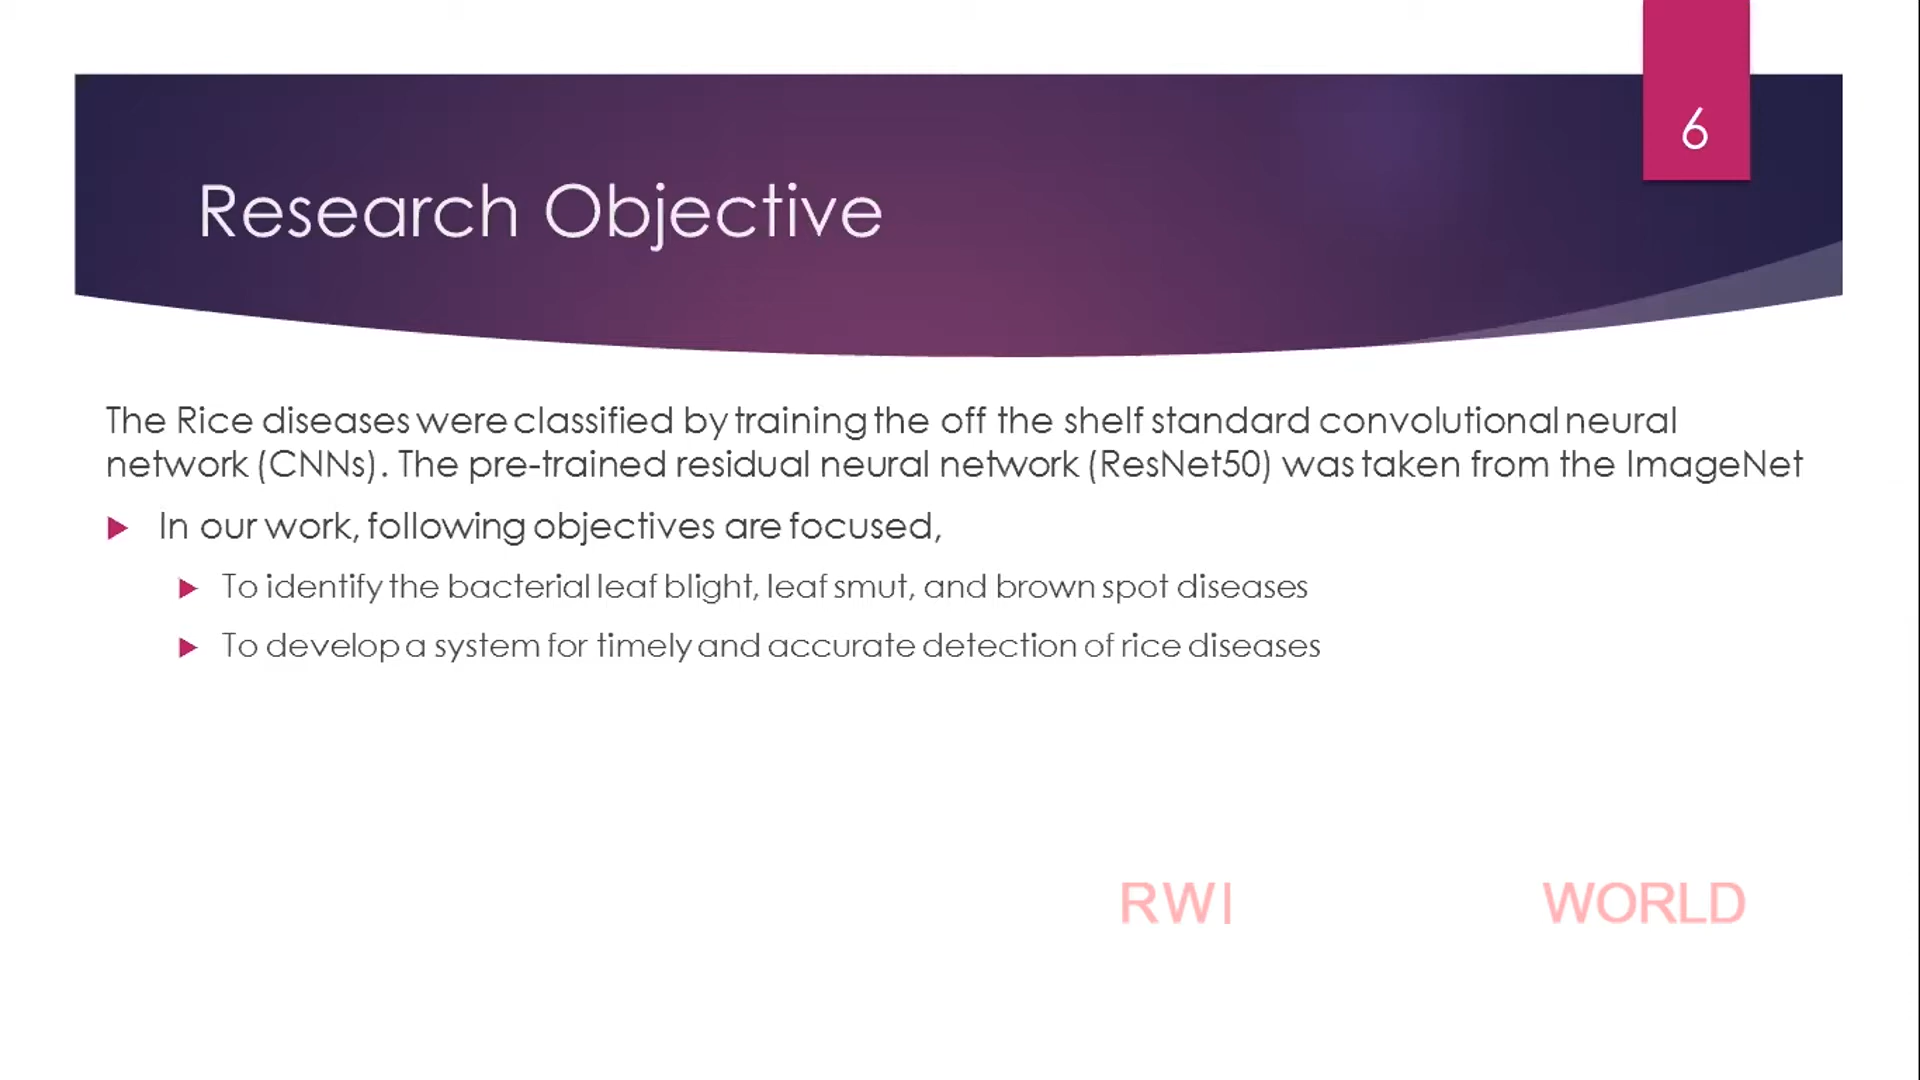 6
Research Objective
The Rice diseases were classified by training the off the shelf standard convolutional neural
network (CNNs). The pre-trained residual neural network (ResNet50) was taken from the ImageNet
In our work, following objectives are focused,
To identify the bacterial leaf blight, leaf smut, and brown spot diseases
To develop a system for timely and accurate detection of rice diseases
RWI WORLD